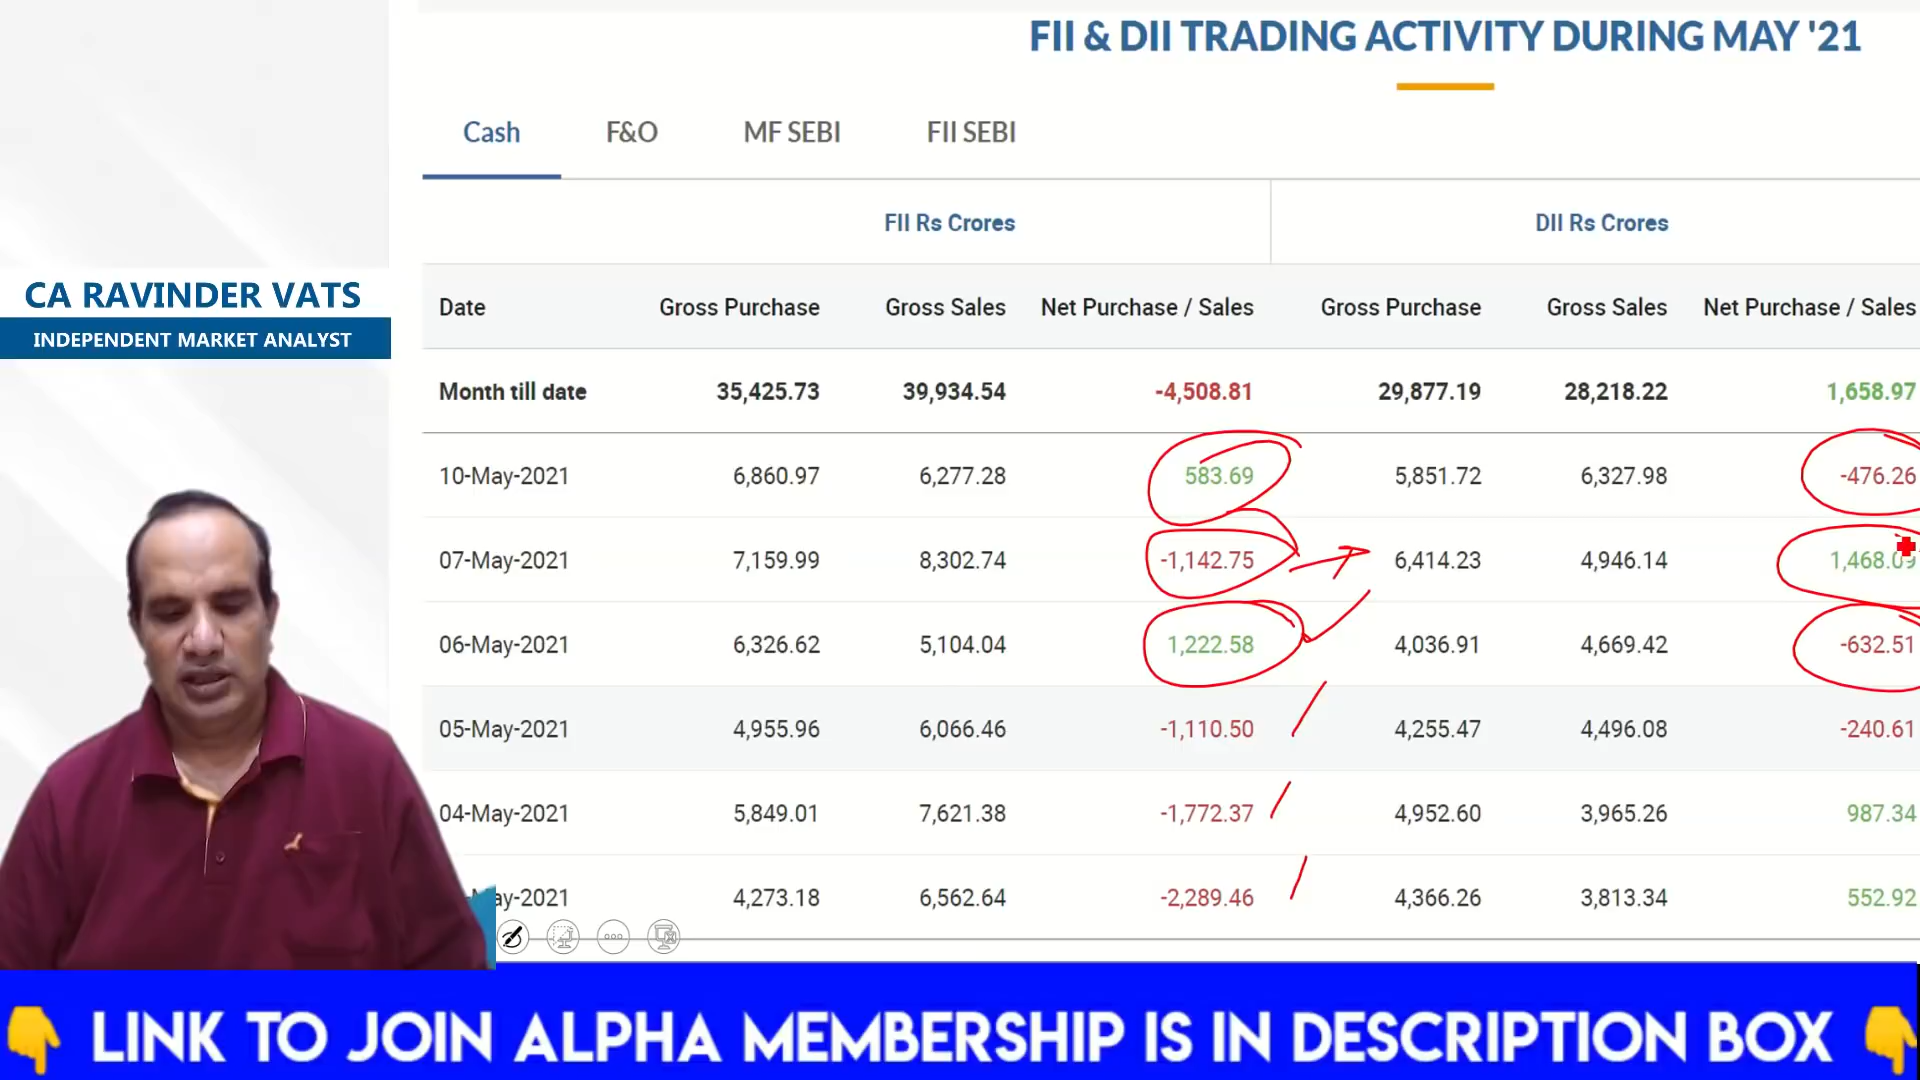 FII & DII TRADING ACTIVITY DURING MAY '21
Cash F&O MF SEBI FII SEBI
FII Rs Crores DII Rs Crores
CA RAVINDER VATS
INDEPENDENT MARKET ANALYST
Date Gross Purchase Gross Sales Net Purchase / Sales Gross Purchase Gross Sales Net Purchase / Sales
Month till date 35,425.73 39,934.54 -4,508.81 29,877.19 28,218.22 1,658.97
10-May-2021 6,860.97 6,277.28 583.69 5,851.72 6,327.98 -476.26
07-May-2021 7,159.99 8,302.74 -1,142.75 6,414.23 4,946.14 1,468.09
06-May-2021 6,326.62 5,104.04 1,222.58 4,036.91 4,669.42 -632.51
05-May-2021 4,955.96 6,066.46 -1,110.50 4,255.47 4,496.08 -240.61
04-May-2021 5,849.01 7,621.38 -1,772.37 4,952.60 3,965.26 987.34
ay-2021 4,273.18 6,562.64 -2,289.46 4,366.26 3,813.34 552.92
LINK TO JOIN ALPHA MEMBERSHIP IS IN DESCRIPTION BOX